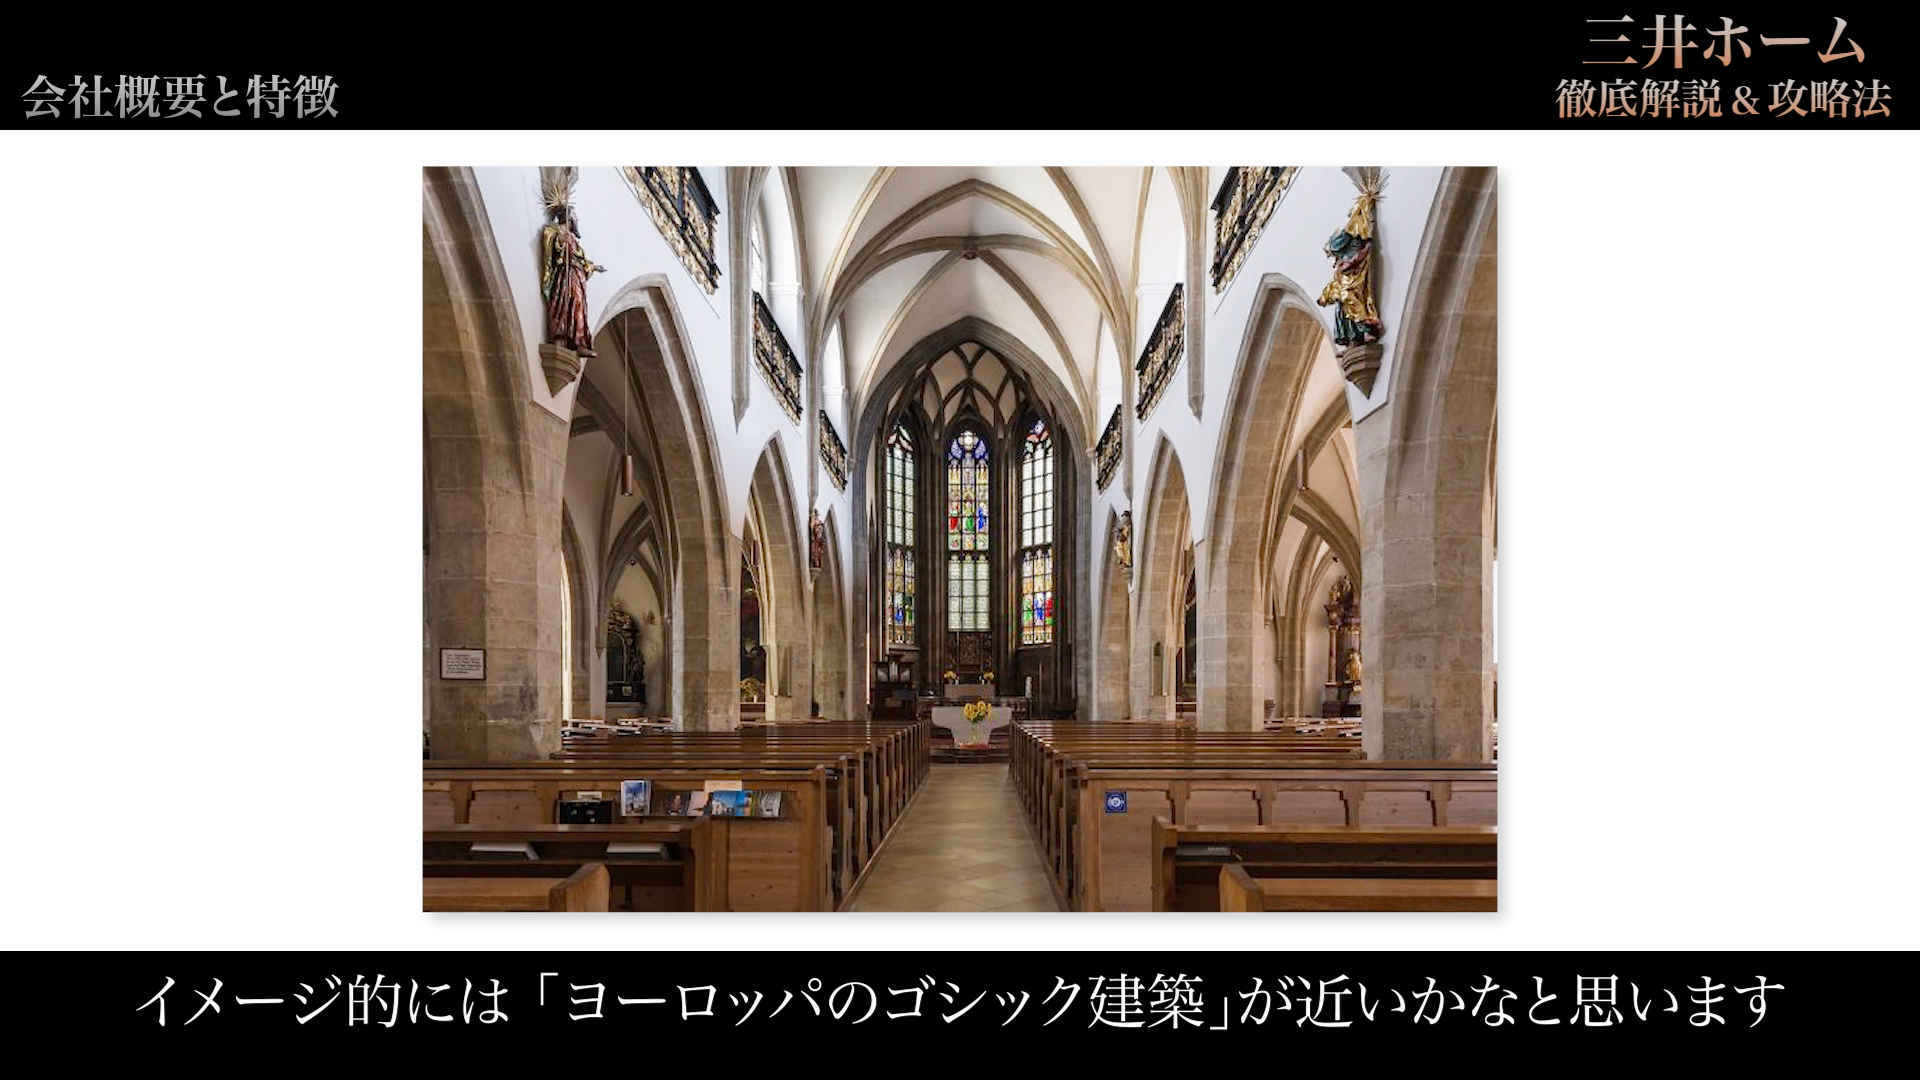 会社概要と特徴
三井ホーム
徹底解説＆攻略法
イメージ的には「ヨーロッパのゴシック建築」が近いかなと思います